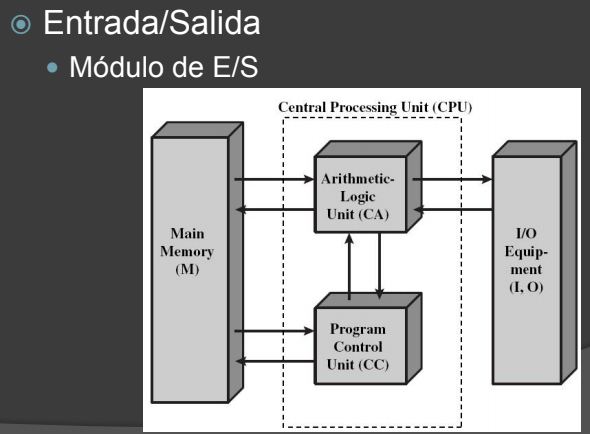 Entrada/Salida
Módulo de E/S
Central Processing Unit (CPU)
Main
Memory
(M)
Arithmetic-
Logic
Unit (CA)
Program
Control
Unit (CC)
I/O
Equip-
ment
(I, O)